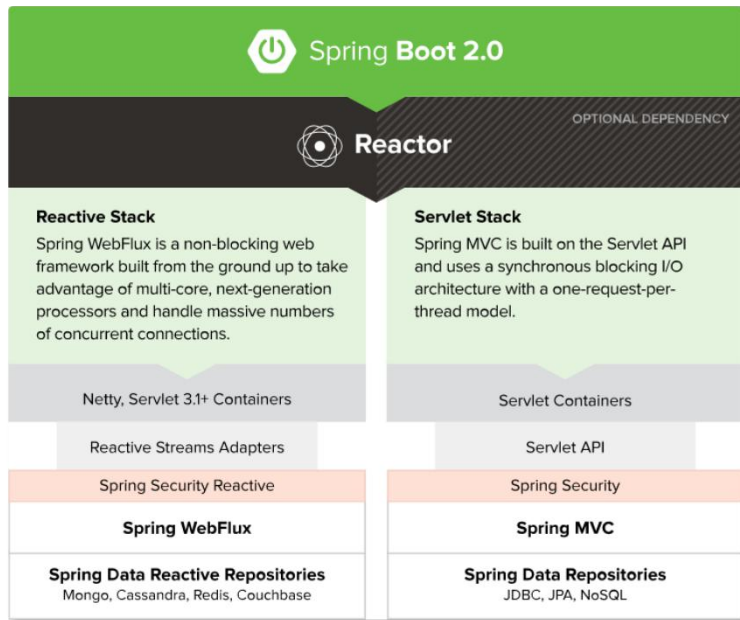 Spring Boot 2.0
OPTIONAL DEPENDENCY
Reactor
Reactive Stack
Spring WebFlux is a non-blocking web
framework built from the ground up to take
advantage of multi-core, next-generation
processors and handle massive numbers
of concurrent connections.
Servlet Stack
Spring MVC is built on the Servlet API
and uses a synchronous blocking I/O
architecture with a one-request-per-
thread model.
Netty, Servlet 3.1+ Containers
Servlet Containers
Reactive Streams Adapters
Servlet API
Spring Security Reactive
Spring Security
Spring WebFlux
Spring MVC
Spring Data Reactive Repositories
Mongo, Cassandra, Redis, Couchbase
Spring Data Repositories
JDBC, JPA, NoSQL